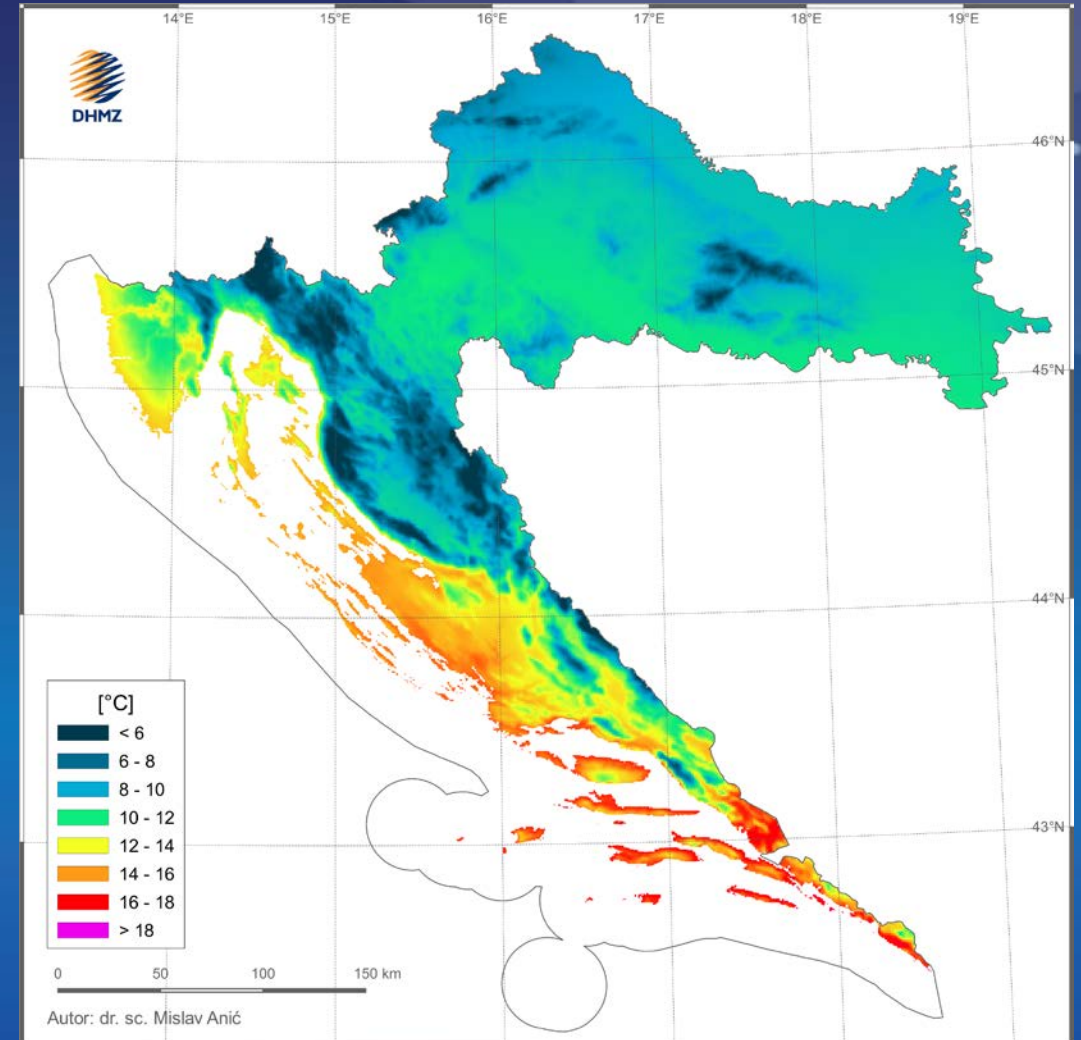 14°E 15°E 16°E 17°E 18°E 19°E
DHMZ
46°N
45°N
44°N
43°N
[°C]
< 6
6 - 8
8 - 10
10 - 12
12 - 14
14 - 16
16 - 18
> 18
0 50 100 150 km
Autor: dr. sc. Mislav Anić